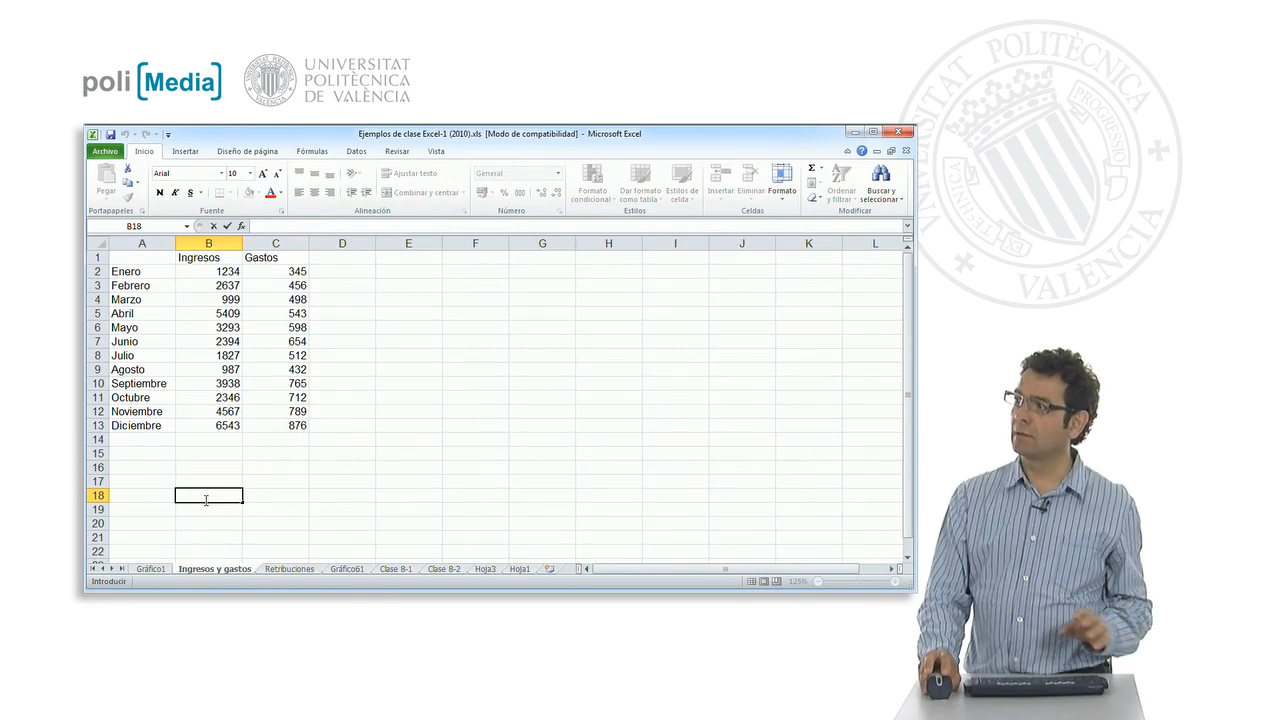 poli [Media]
UNIVERSITAT
POLITÈCNICA
DE VALÈNCIA
UNIVERSITAT POLITÈCNICA DE VALÈNCIA
PROGRESSIO
Ejemplos de clase Excel-1 (2010).xls [Modo de compatibilidad] - Microsoft Excel
Archivo Inicio Insertar Diseño de página Fórmulas Datos Revisar Vista
Arial 10 Ajustar texto General
Pegar N K S Combinar y centrar % 000 Formato condicional Dar formato como tabla Estilos de celda Insertar Eliminar Formato Ordenar y filtrar Buscar y seleccionar
Portapapeles Fuente Alineación Número Estilos Celdas Modificar
B18 fx
A B C D E F G H I J K L
1 Ingresos Gastos
2 Enero 1234 345
3 Febrero 2637 456
4 Marzo 999 498
5 Abril 5409 543
6 Mayo 3293 598
7 Junio 2394 654
8 Julio 1827 512
9 Agosto 987 432
10 Septiembre 3938 765
11 Octubre 2346 712
12 Noviembre 4567 789
13 Diciembre 6543 876
14
15
16
17
18
19
20
21
22
Gráfico1 Ingresos y gastos Retribuciones Gráfico61 Clase 8-1 Clase 8-2 Hoja3 Hoja1
Introducir 125%